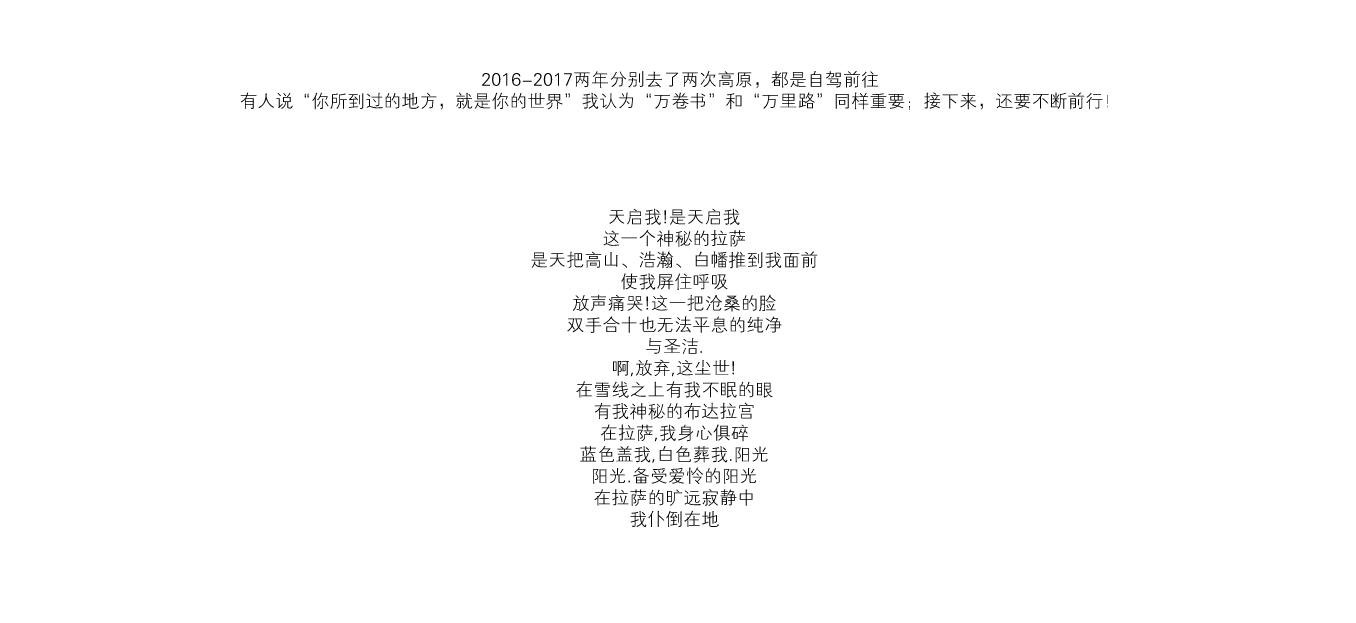 2016-2017两年分别去了两次高原，都是自驾前往
有人说“你所到过的地方，就是你的世界”我认为“万卷书”和“万里路”同样重要；接下来，还要不断前行！
天启我!是天启我
这一个神秘的拉萨
是天把高山、浩瀚、白幡推到我面前
使我屏住呼吸
放声痛哭!这一把沧桑的脸
双手合十也无法平息的纯净
与圣洁.
啊,放弃,这尘世!
在雪线之上有我不眠的眼
有我神秘的布达拉宫
在拉萨,我身心俱碎
蓝色盖我,白色葬我.阳光
阳光.备受爱怜的阳光
在拉萨的旷远寂静中
我仆倒在地